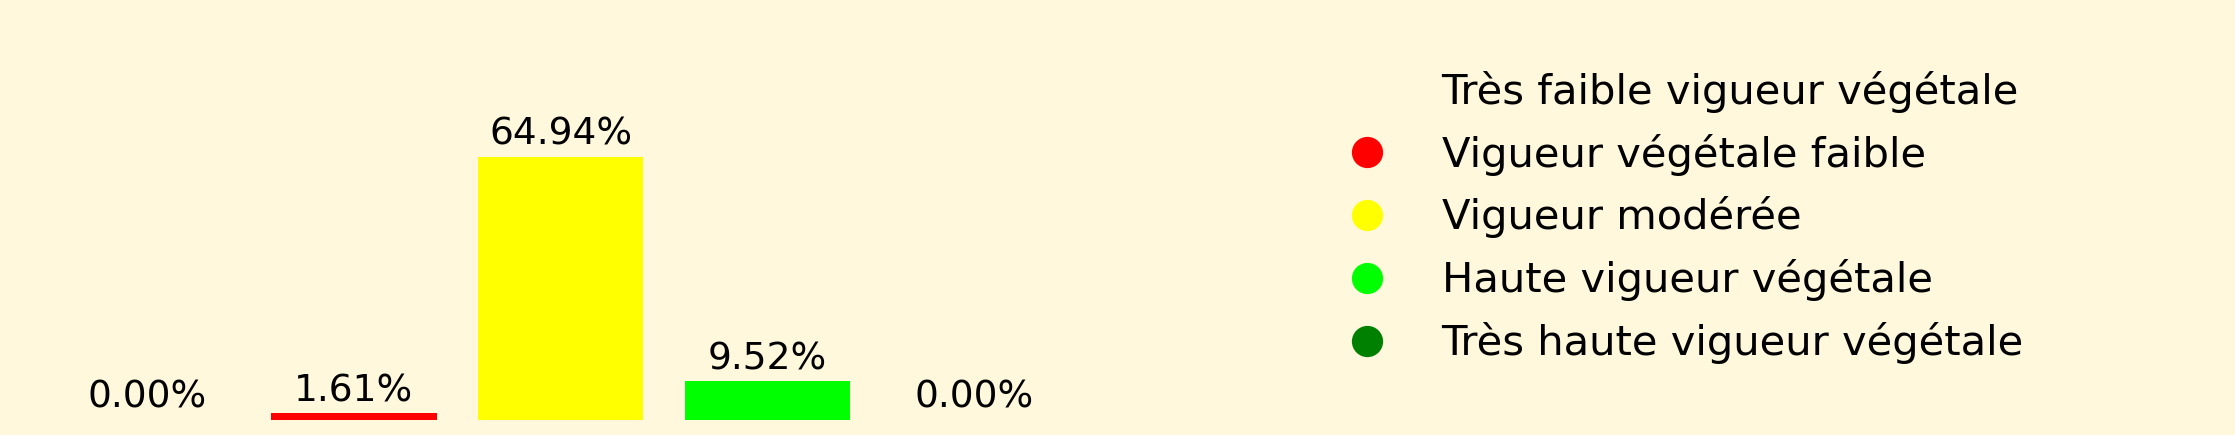 0.00%
1.61%
64.94%
9.52%
0.00%
Très faible vigueur végétale
Vigueur végétale faible
Vigueur modérée
Haute vigueur végétale
Très haute vigueur végétale